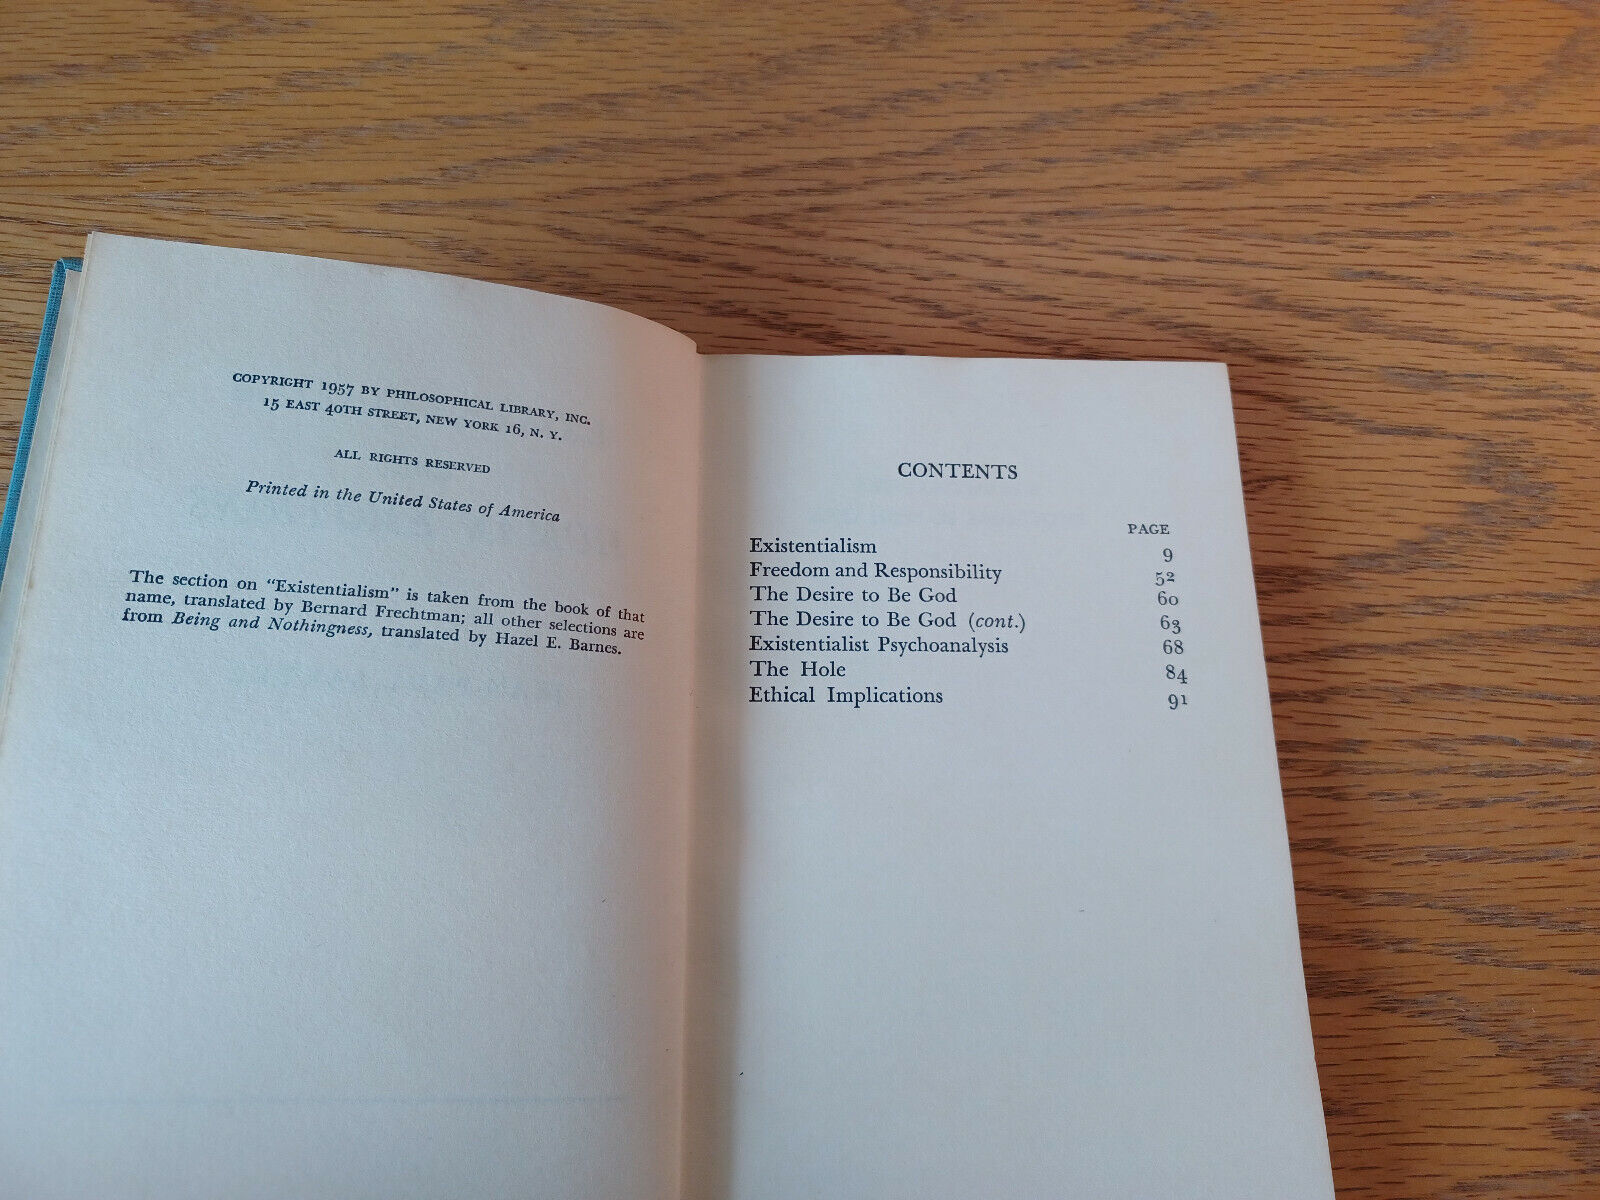 COPYRIGHT 1957 BY PHILOSOPHICAL LIBRARY, INC.
15 EAST 40TH STREET, NEW YORK 16, N. Y.
ALL RIGHTS RESERVED
Printed in the United States of America
The section on "Existentialism" is taken from the book of that
name, translated by Bernard Frechtman; all other selections are
from Being and Nothingness, translated by Hazel E. Barnes.
CONTENTS
PAGE
Existentialism 9
Freedom and Responsibility 52
The Desire to Be God 60
The Desire to Be God (cont.) 63
Existentialist Psychoanalysis 68
The Hole 84
Ethical Implications 91